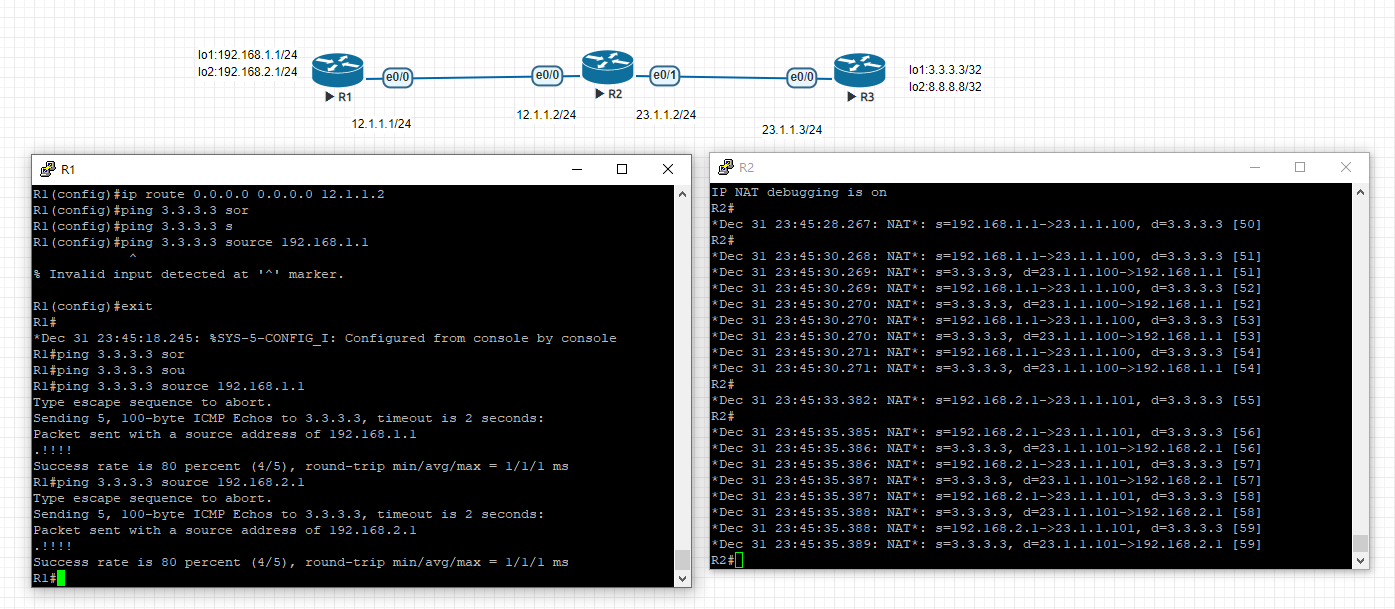 lo1:192.168.1.1/24
lo2:192.168.2.1/24
e0/0
R1
12.1.1.1/24
e0/0
R2
e0/1
12.1.1.2/24
23.1.1.2/24
e0/0
R3
lo1:3.3.3.3/32
lo2:8.8.8.8/32
23.1.1.3/24
R1
R1(config)#ip route 0.0.0.0 0.0.0.0 12.1.1.2
R1(config)#ping 3.3.3.3 sor
R1(config)#ping 3.3.3.3 s
R1(config)#ping 3.3.3.3 source 192.168.1.1
^
% Invalid input detected at '^' marker.
R1(config)#exit
R1#
*Dec 31 23:45:18.245: %SYS-5-CONFIG_I: Configured from console by console
R1#ping 3.3.3.3 sor
R1#ping 3.3.3.3 sou
R1#ping 3.3.3.3 source 192.168.1.1
Type escape sequence to abort.
Sending 5, 100-byte ICMP Echos to 3.3.3.3, timeout is 2 seconds:
Packet sent with a source address of 192.168.1.1
.!!!!
Success rate is 80 percent (4/5), round-trip min/avg/max = 1/1/1 ms
R1#ping 3.3.3.3 source 192.168.2.1
Type escape sequence to abort.
Sending 5, 100-byte ICMP Echos to 3.3.3.3, timeout is 2 seconds:
Packet sent with a source address of 192.168.2.1
.!!!!
Success rate is 80 percent (4/5), round-trip min/avg/max = 1/1/1 ms
R1#
R2
IP NAT debugging is on
R2#
*Dec 31 23:45:28.267: NAT*: s=192.168.1.1->23.1.1.100, d=3.3.3.3 [50]
R2#
*Dec 31 23:45:30.268: NAT*: s=192.168.1.1->23.1.1.100, d=3.3.3.3 [51]
*Dec 31 23:45:30.269: NAT*: s=3.3.3.3, d=23.1.1.100->192.168.1.1 [51]
*Dec 31 23:45:30.269: NAT*: s=192.168.1.1->23.1.1.100, d=3.3.3.3 [52]
*Dec 31 23:45:30.270: NAT*: s=3.3.3.3, d=23.1.1.100->192.168.1.1 [52]
*Dec 31 23:45:30.270: NAT*: s=192.168.1.1->23.1.1.100, d=3.3.3.3 [53]
*Dec 31 23:45:30.270: NAT*: s=3.3.3.3, d=23.1.1.100->192.168.1.1 [53]
*Dec 31 23:45:30.271: NAT*: s=192.168.1.1->23.1.1.100, d=3.3.3.3 [54]
*Dec 31 23:45:30.271: NAT*: s=3.3.3.3, d=23.1.1.100->192.168.1.1 [54]
R2#
*Dec 31 23:45:33.382: NAT*: s=192.168.2.1->23.1.1.101, d=3.3.3.3 [55]
R2#
*Dec 31 23:45:35.385: NAT*: s=192.168.2.1->23.1.1.101, d=3.3.3.3 [56]
*Dec 31 23:45:35.386: NAT*: s=3.3.3.3, d=23.1.1.101->192.168.2.1 [56]
*Dec 31 23:45:35.386: NAT*: s=192.168.2.1->23.1.1.101, d=3.3.3.3 [57]
*Dec 31 23:45:35.387: NAT*: s=3.3.3.3, d=23.1.1.101->192.168.2.1 [57]
*Dec 31 23:45:35.387: NAT*: s=192.168.2.1->23.1.1.101, d=3.3.3.3 [58]
*Dec 31 23:45:35.388: NAT*: s=3.3.3.3, d=23.1.1.101->192.168.2.1 [58]
*Dec 31 23:45:35.388: NAT*: s=192.168.2.1->23.1.1.101, d=3.3.3.3 [59]
*Dec 31 23:45:35.389: NAT*: s=3.3.3.3, d=23.1.1.101->192.168.2.1 [59]
R2#